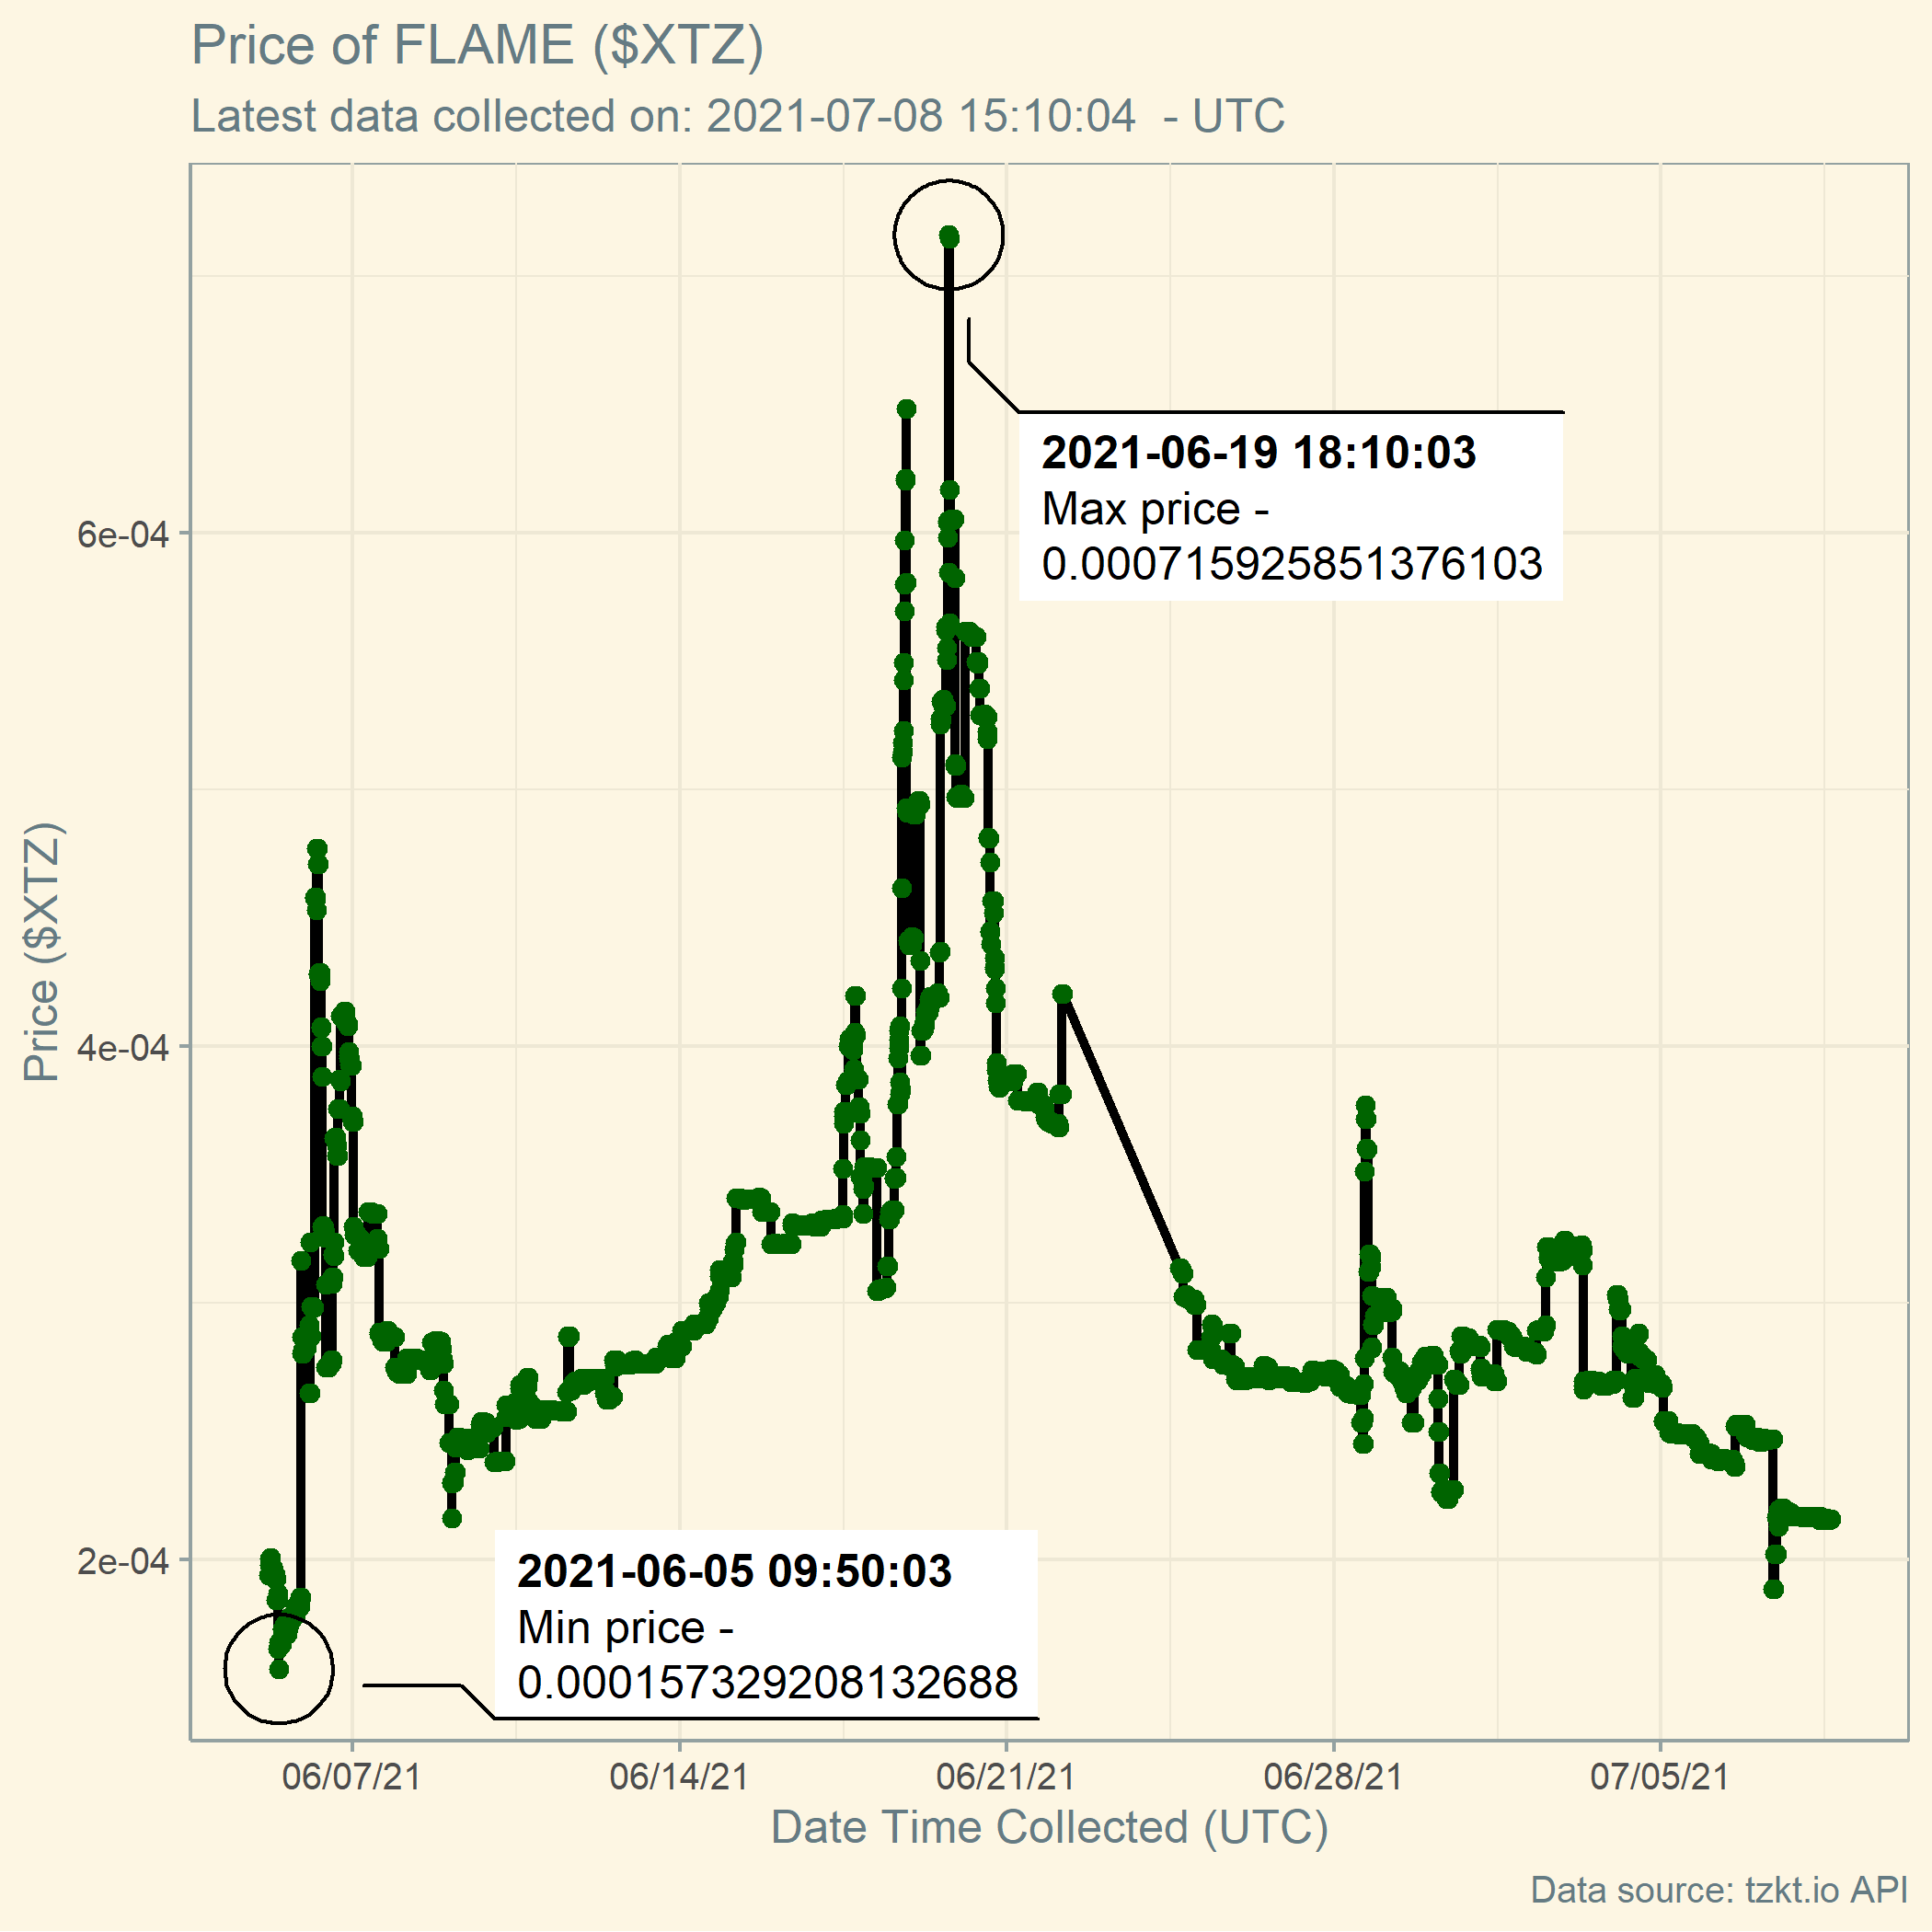 Price of FLAME ($XTZ)
Latest data collected on: 2021-07-08 15:10:04  - UTC
Price ($XTZ)
6e-04
4e-04
2e-04
2021-06-19 18:10:03
Max price -
0.000715925851376103
2021-06-05 09:50:03
Min price -
0.000157329208132688
06/07/21
06/14/21
06/21/21
06/28/21
07/05/21
Date Time Collected (UTC)
Data source: tzkt.io API